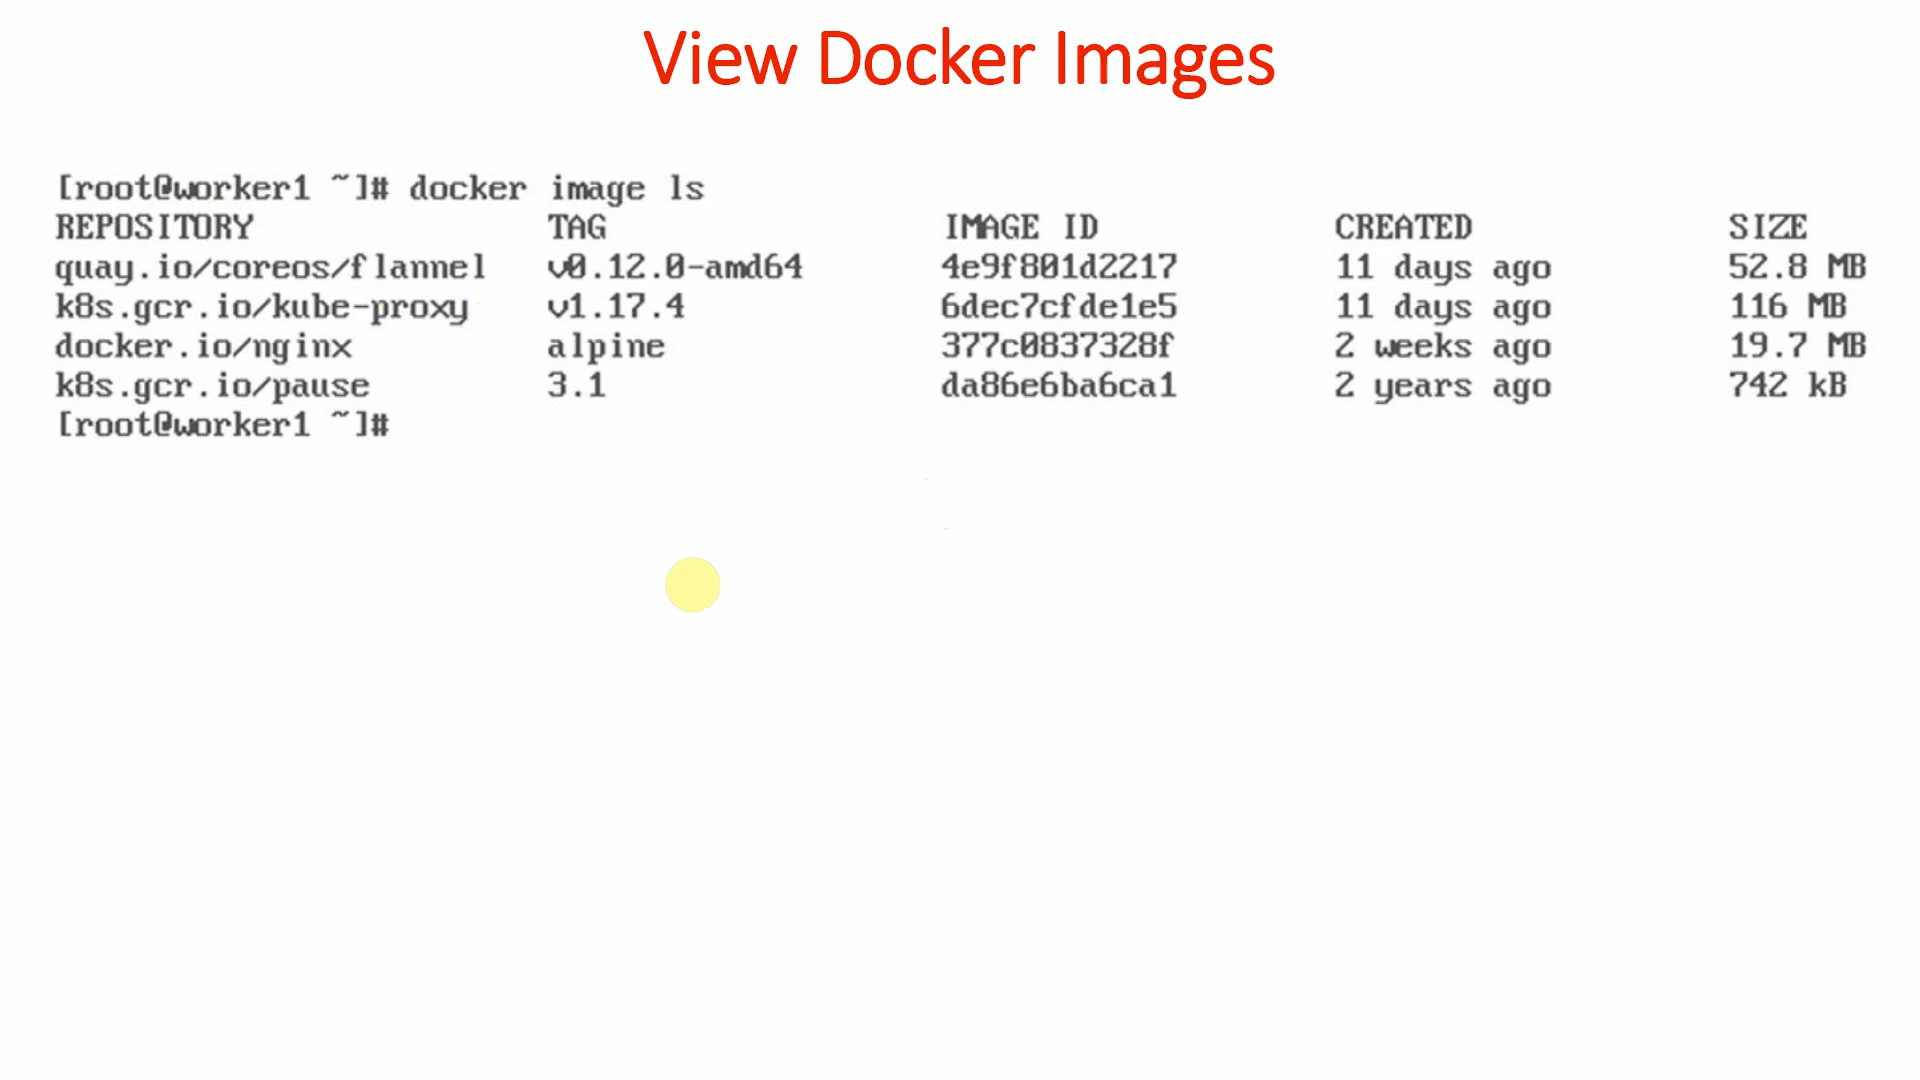 View Docker Images
[root@worker1 ~]# docker image ls
REPOSITORY TAG IMAGE ID CREATED SIZE
quay.io/coreos/flannel v0.12.0-amd64 4e9f801d2217 11 days ago 52.8 MB
k8s.gcr.io/kube-proxy v1.17.4 6dec7cfde1e5 11 days ago 116 MB
docker.io/nginx alpine 377c0837328f 2 weeks ago 19.7 MB
k8s.gcr.io/pause 3.1 da86e6ba6ca1 2 years ago 742 kB
[root@worker1 ~]#